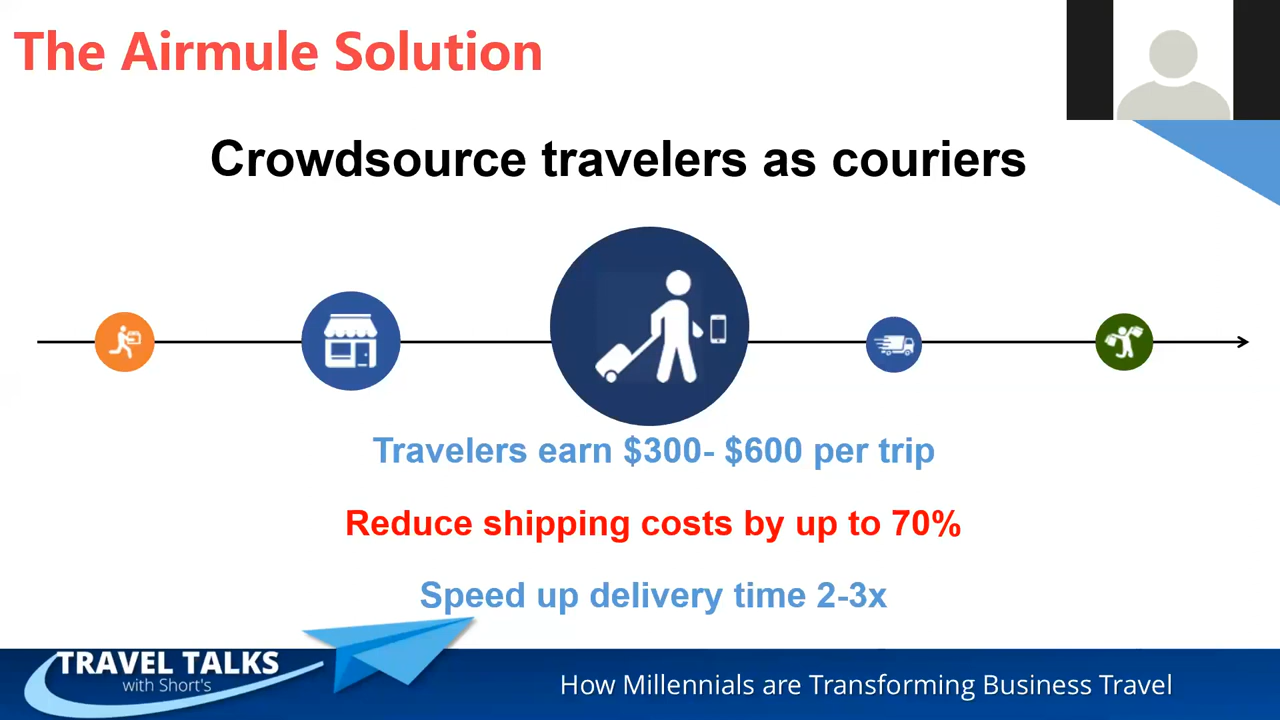 The Airmule Solution
Crowdsource travelers as couriers
Travelers earn $300- $600 per trip
Reduce shipping costs by up to 70%
Speed up delivery time 2-3x
TRAVEL TALKS
with Short's
How Millennials are Transforming Business Travel